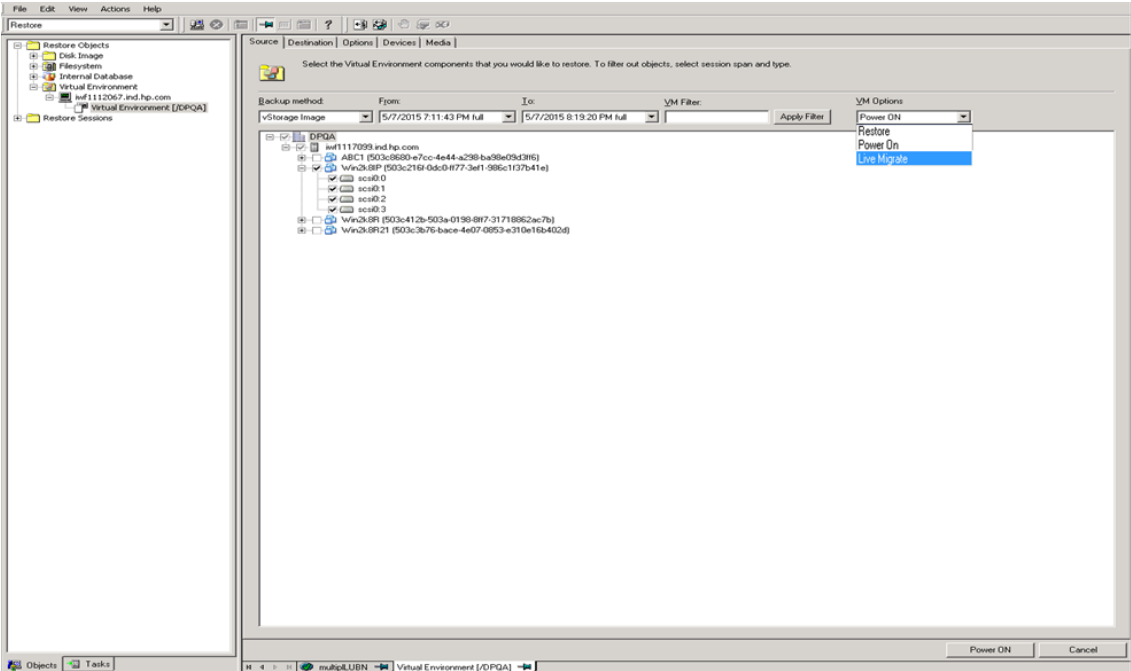 File Edit View Actions Help
Restore
Restore Objects
Disk Image
Filesystem
Internal Database
Virtual Environment
iwf1112067.ind.hp.com
Virtual Environment [/DPQA]
Restore Sessions
Source Destination Options Devices Media
Select the Virtual Environment components that you would like to restore. To filter out objects, select session span and type.
Backup method: From: To: VM Filter: VM Options
vStorage Image 5/7/2015 7:11:43 PM full 5/7/2015 8:19:20 PM full Apply Filter Power ON
Restore
Power On
Live Migrate
DPQA
iwf1117099.ind.hp.com
ABC1 (503c8680-e7cc-4e44-a298-ba98e09d3ff6)
Win2k8IP (503c216f-0dc0-ff77-3ef1-986c1f37b41e)
scsi0:0
scsi0:1
scsi0:2
scsi0:3
Win2k8R (503c412b-503a-0198-8ff7-31718862ac7b)
Win2k8R21 (503c3b76-bace-4e07-0853-e310e16b402d)
Power ON Cancel
Objects Tasks
multiplLUBN Virtual Environment [/DPQA]